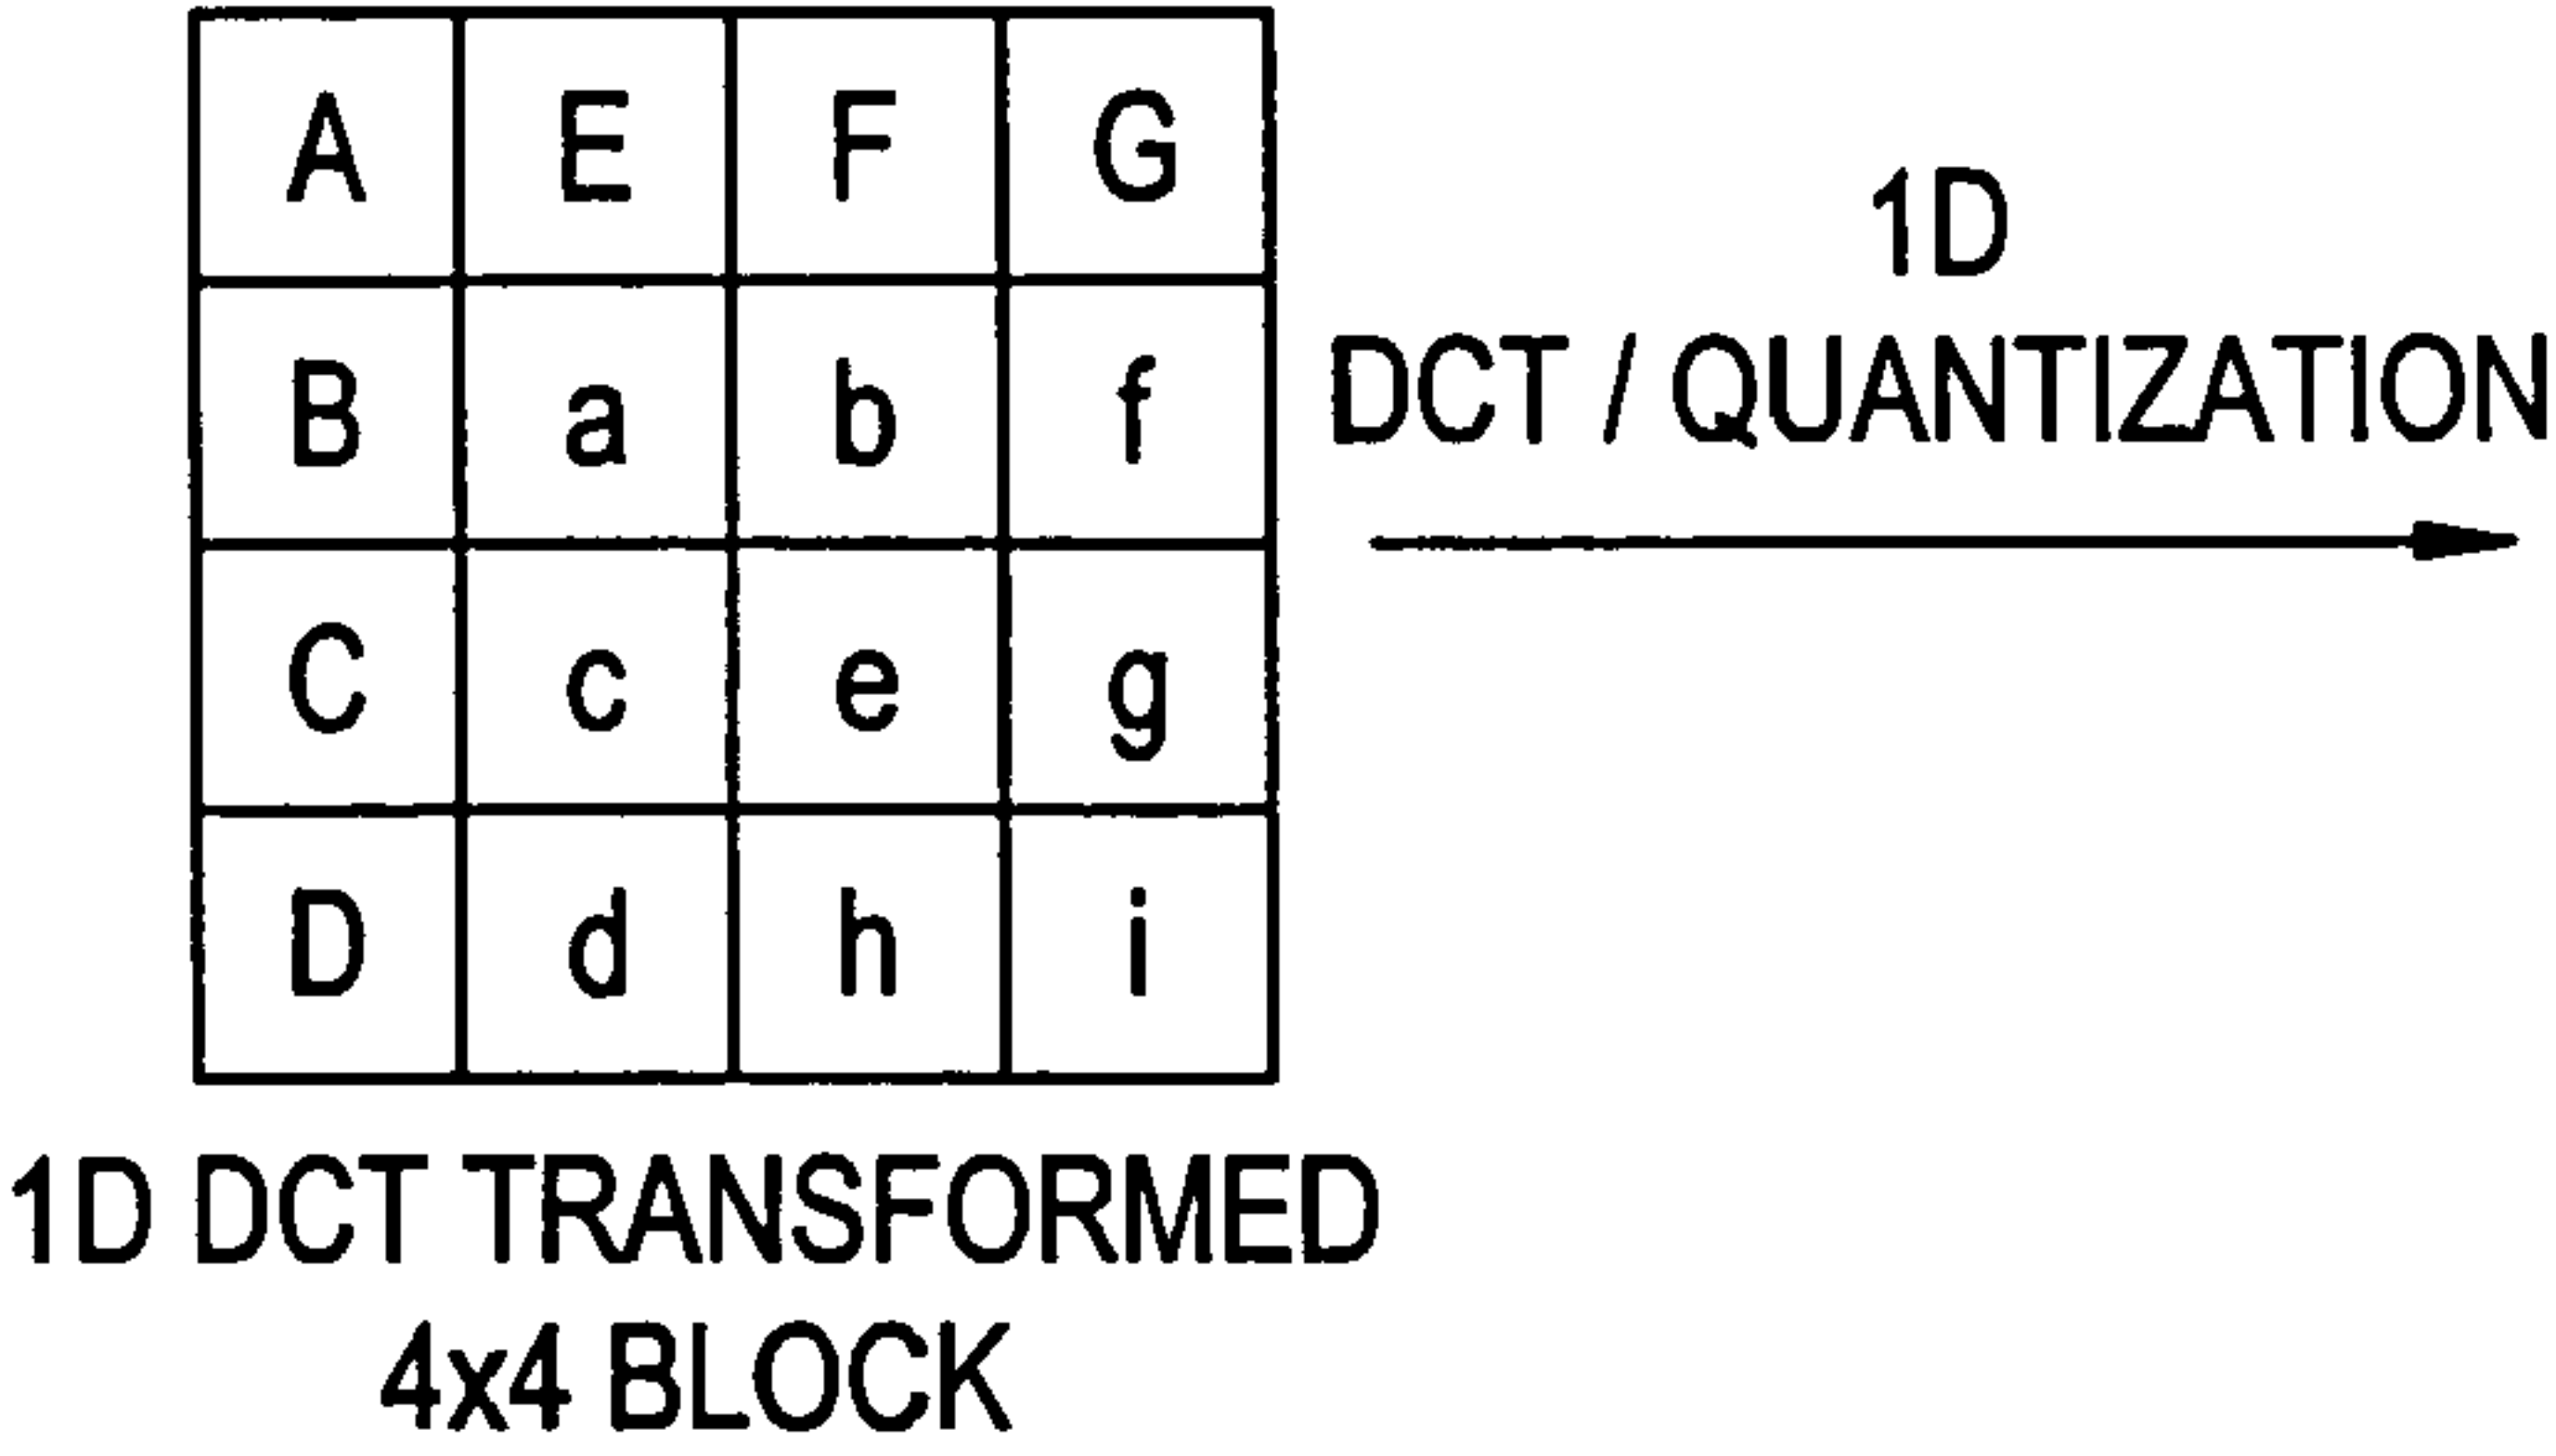 A E F G
B a b f
C c e g
D d h i
1D
DCT / QUANTIZATION
1D DCT TRANSFORMED
4x4 BLOCK